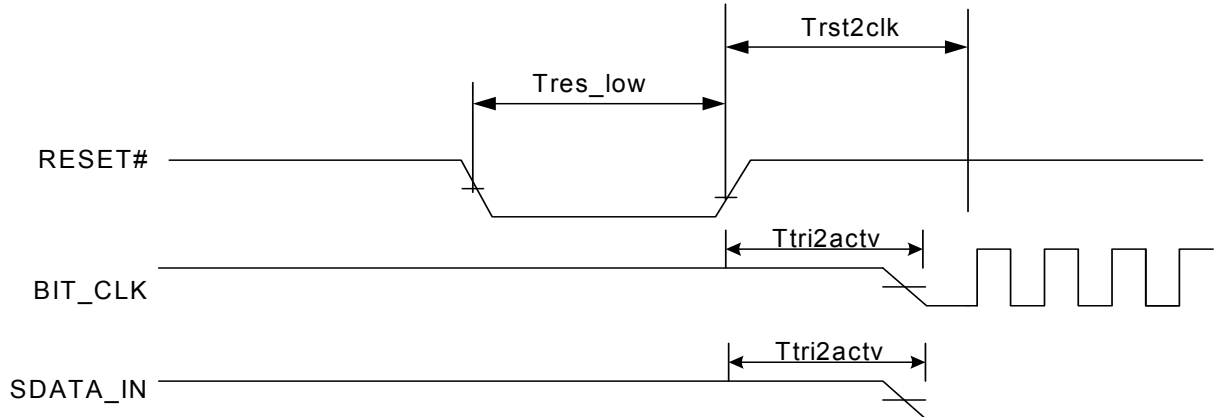 Trst2clk
Tres_low
RESET#
Ttri2actv
BIT_CLK
Ttri2actv
SDATA_IN